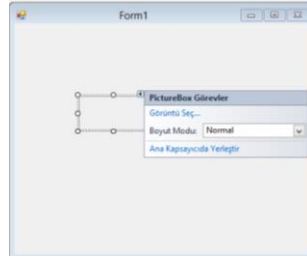 Form1
PictureBox Görevler
Görüntü Seç...
Boyut Modu: Normal
Ana Kapsayıcıda Yerleştir